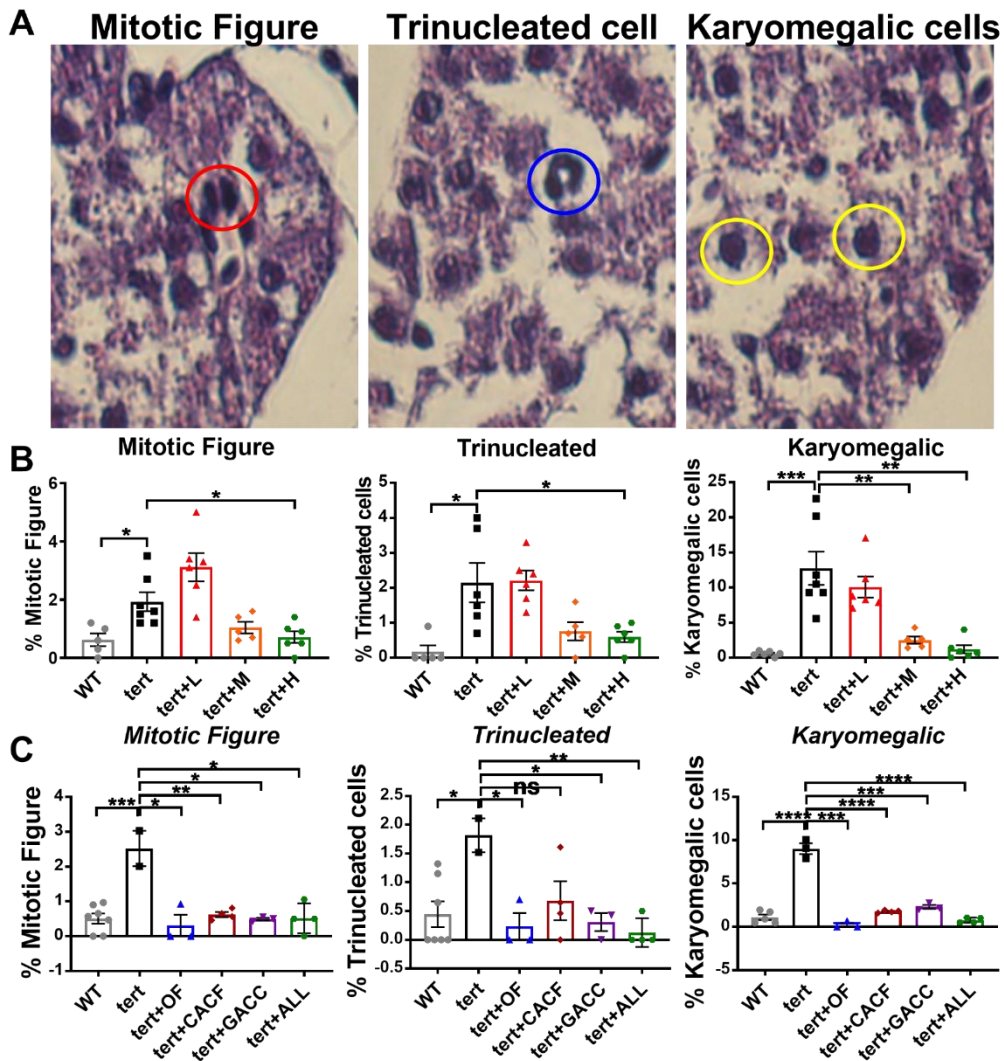 A
Mitotic Figure
Trinucleated cell
Karyomegalic cells
B
Mitotic Figure
% Mitotic Figure
6
4
2
0
*
*
WT
tert
tert+L
tert+M
tert+H
Trinucleated
% Trinucleated cells
5
4
3
2
1
0
*
*
WT
tert
tert+L
tert+M
tert+H
Karyomegalic
% Karyomegalic cells
25
20
15
10
5
0
***
**
**
WT
tert
tert+L
tert+M
tert+H
C
Mitotic Figure
% Mitotic Figure
4
3
2
1
0
-1
*
*
**
***
*
WT
tert
tert+OF
tert+CACF
tert+GACC
tert+ALL
Trinucleated
% Trinucleated cells
2.5
2.0
1.5
1.0
0.5
0.0
-0.5
**
*
ns
*
*
WT
tert
tert+OF
tert+CACF
tert+GACC
tert+ALL
Karyomegalic
% Karyomegalic cells
15
10
5
0
-5
****
***
****
****
***
WT
tert
tert+OF
tert+CACF
tert+GACC
tert+ALL